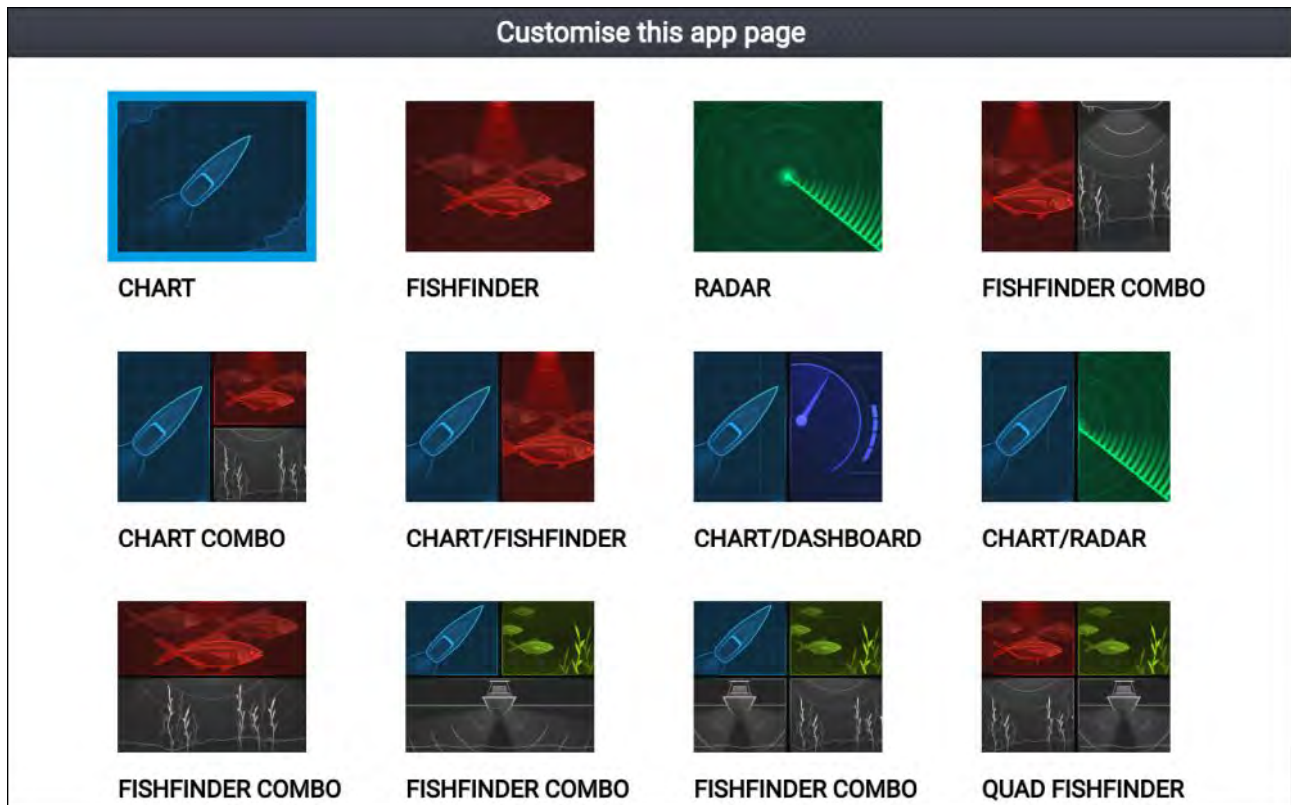 Customise this app page
CHART
FISHFINDER
RADAR
FISHFINDER COMBO
CHART COMBO
CHART/FISHFINDER
CHART/DASHBOARD
CHART/RADAR
FISHFINDER COMBO
FISHFINDER COMBO
FISHFINDER COMBO
QUAD FISHFINDER